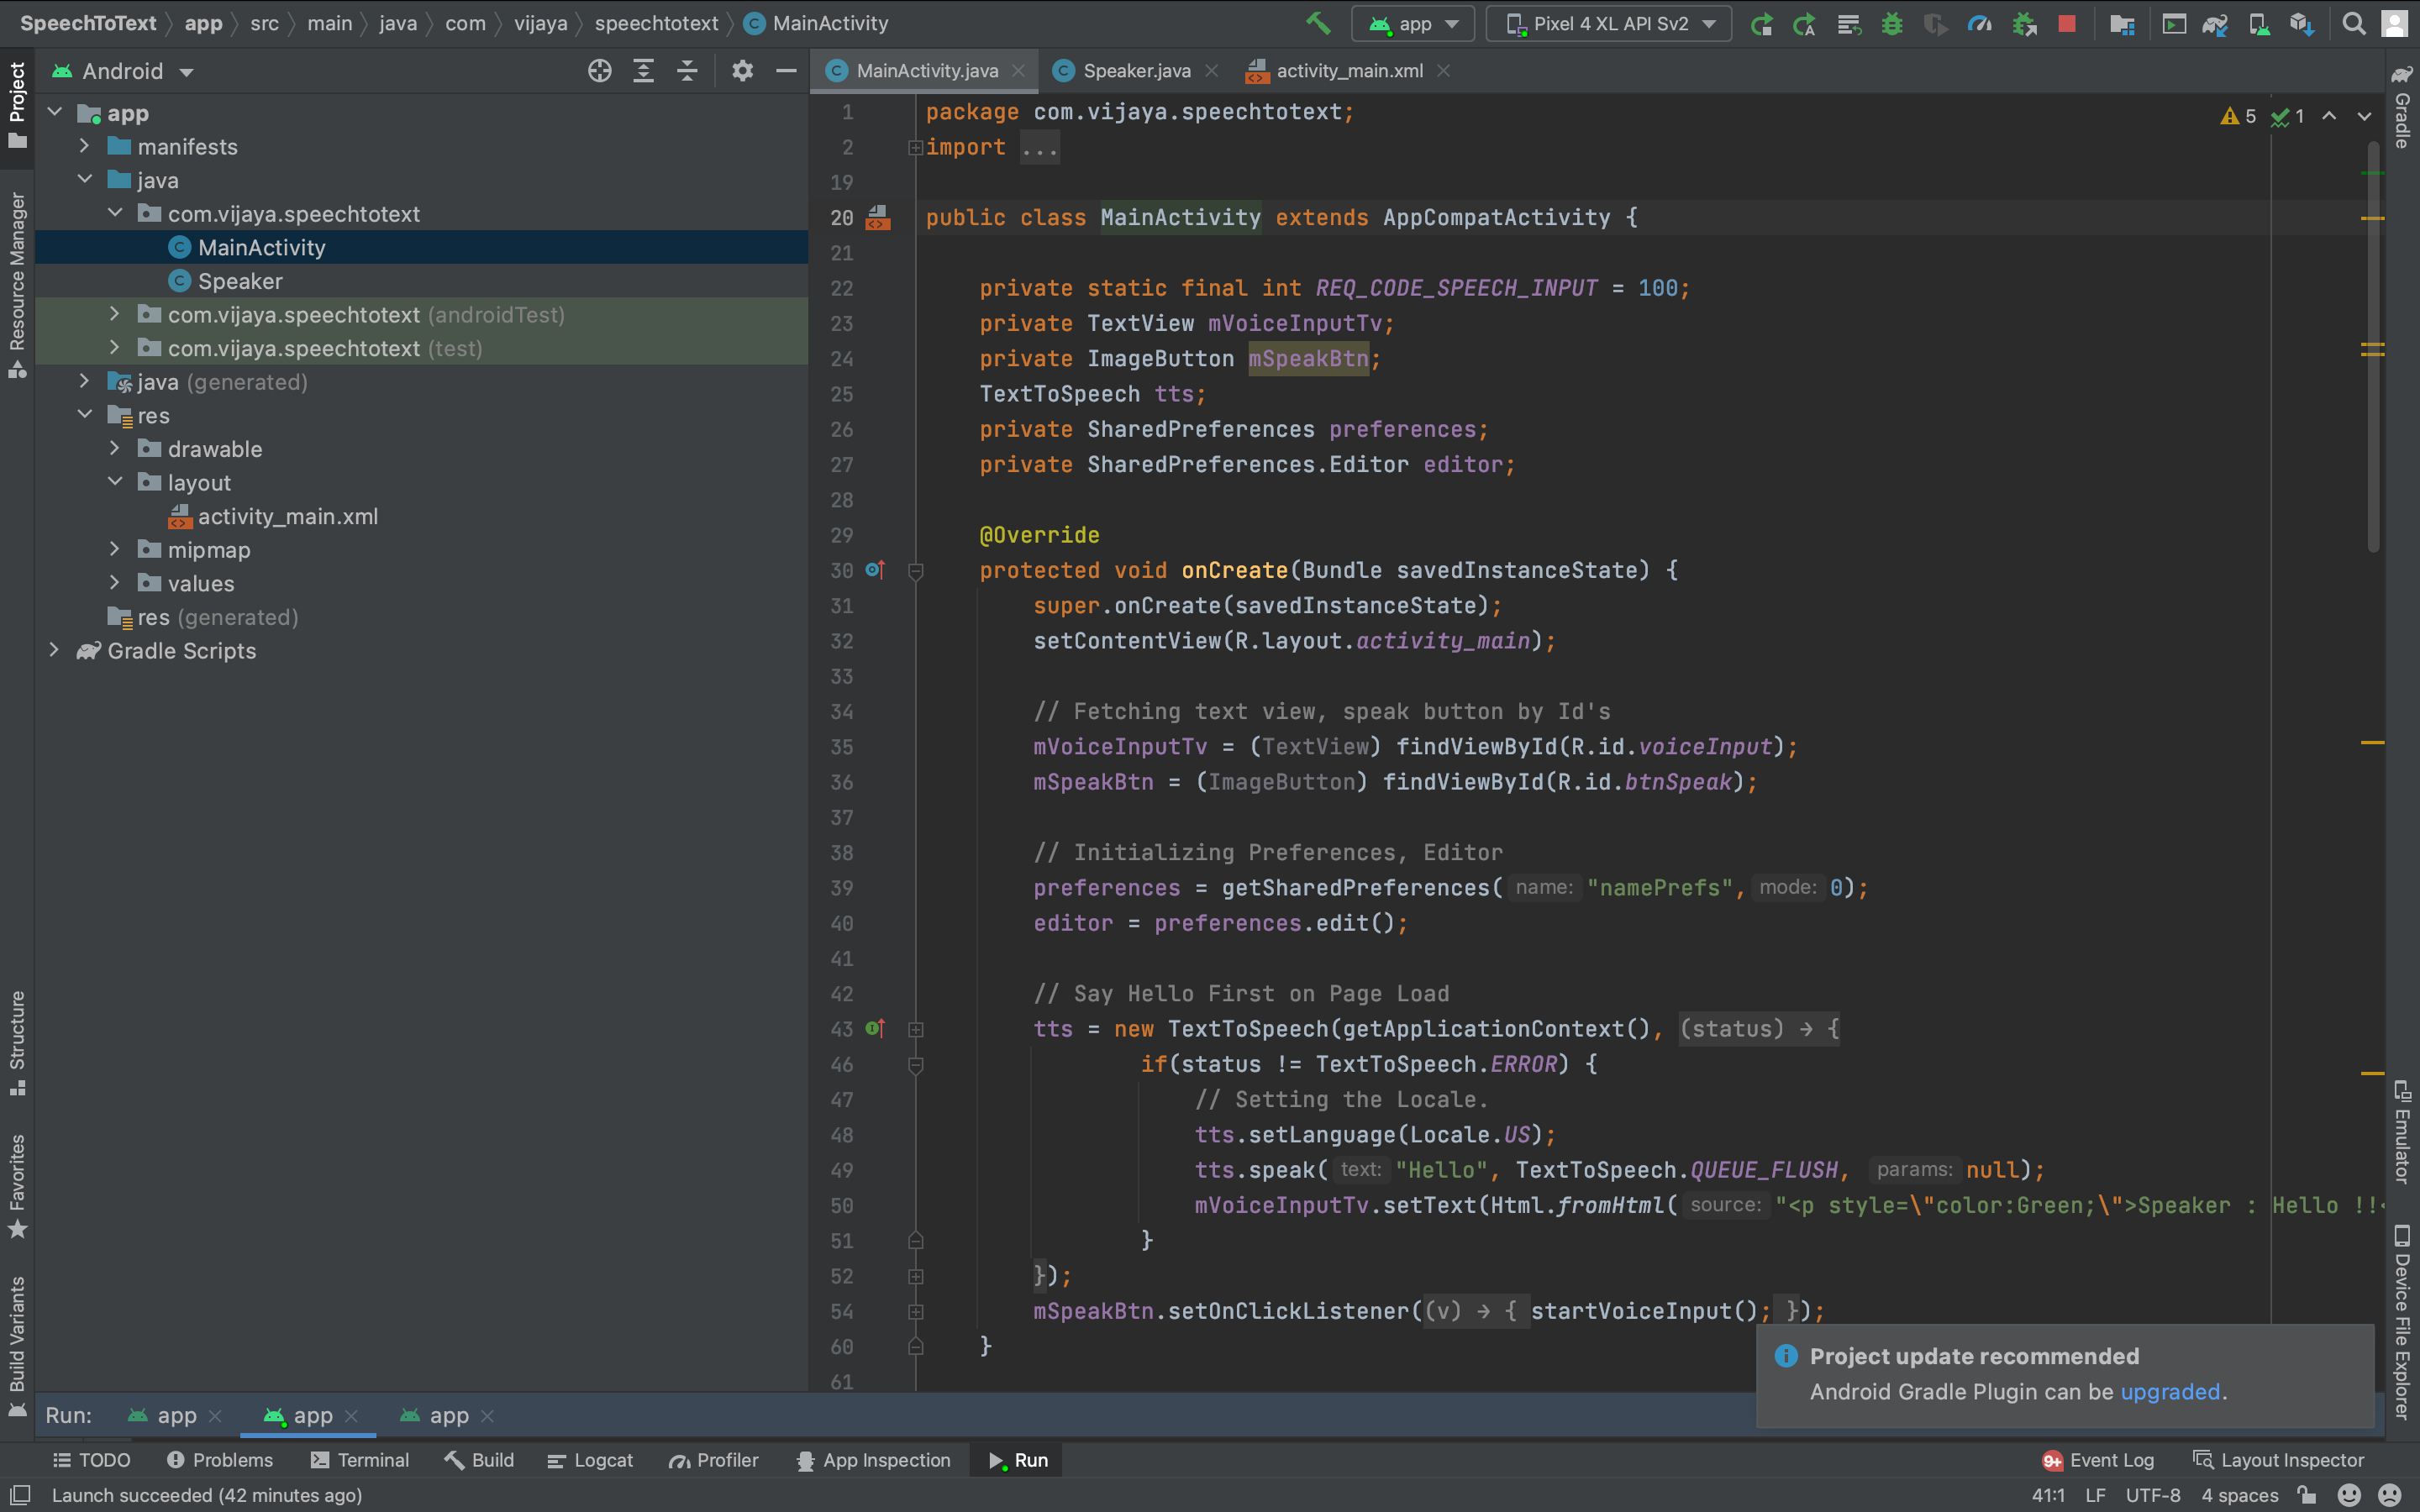 SpeechToText app src main java com vijaya speechtotext MainActivity
app Pixel 4 XL API Sv2
Project
Resource Manager
Structure
Favorites
Build Variants
Android
app
manifests
java
com.vijaya.speechtotext
MainActivity
Speaker
com.vijaya.speechtotext (androidTest)
com.vijaya.speechtotext (test)
java (generated)
res
drawable
layout
activity_main.xml
mipmap
values
res (generated)
Gradle Scripts
MainActivity.java Speaker.java activity_main.xml
5 1
1 package com.vijaya.speechtotext;
2 import ...
19
20 public class MainActivity extends AppCompatActivity {
21
22 private static final int REQ_CODE_SPEECH_INPUT = 100;
23 private TextView mVoiceInputTv;
24 private ImageButton mSpeakBtn;
25 TextToSpeech tts;
26 private SharedPreferences preferences;
27 private SharedPreferences.Editor editor;
28
29 @Override
30 protected void onCreate(Bundle savedInstanceState) {
31 super.onCreate(savedInstanceState);
32 setContentView(R.layout.activity_main);
33
34 // Fetching text view, speak button by Id's
35 mVoiceInputTv = (TextView) findViewById(R.id.voiceInput);
36 mSpeakBtn = (ImageButton) findViewById(R.id.btnSpeak);
37
38 // Initializing Preferences, Editor
39 preferences = getSharedPreferences( name: "namePrefs", mode: 0);
40 editor = preferences.edit();
41
42 // Say Hello First on Page Load
43 tts = new TextToSpeech(getApplicationContext(), (status) → {
46 if(status != TextToSpeech.ERROR) {
47 // Setting the Locale.
48 tts.setLanguage(Locale.US);
49 tts.speak( text: "Hello", TextToSpeech.QUEUE_FLUSH, params: null);
50 mVoiceInputTv.setText(Html.fromHtml( source: "<p style=\"color:Green;\">Speaker : Hello !!<
51 }
52 });
54 mSpeakBtn.setOnClickListener((v) → { startVoiceInput(); });
60 }
61
Gradle
Emulator
Device File Explorer
Project update recommended
Android Gradle Plugin can be upgraded.
Run: app app app
TODO Problems Terminal Build Logcat Profiler App Inspection Run 9+ Event Log Layout Inspector
Launch succeeded (42 minutes ago) 41:1 LF UTF-8 4 spaces